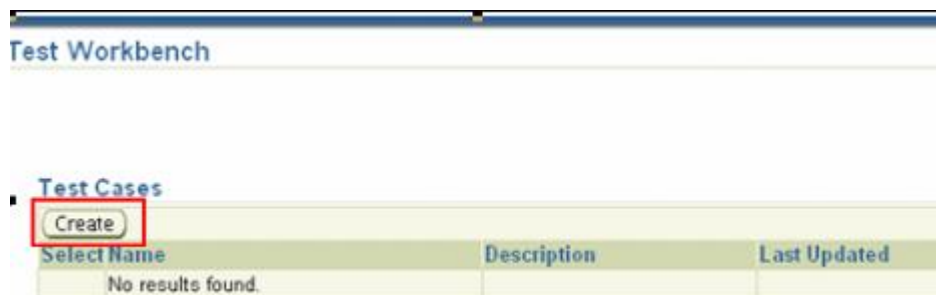 Test Workbench
Test Cases
Create
Select Name Description Last Updated
No results found.